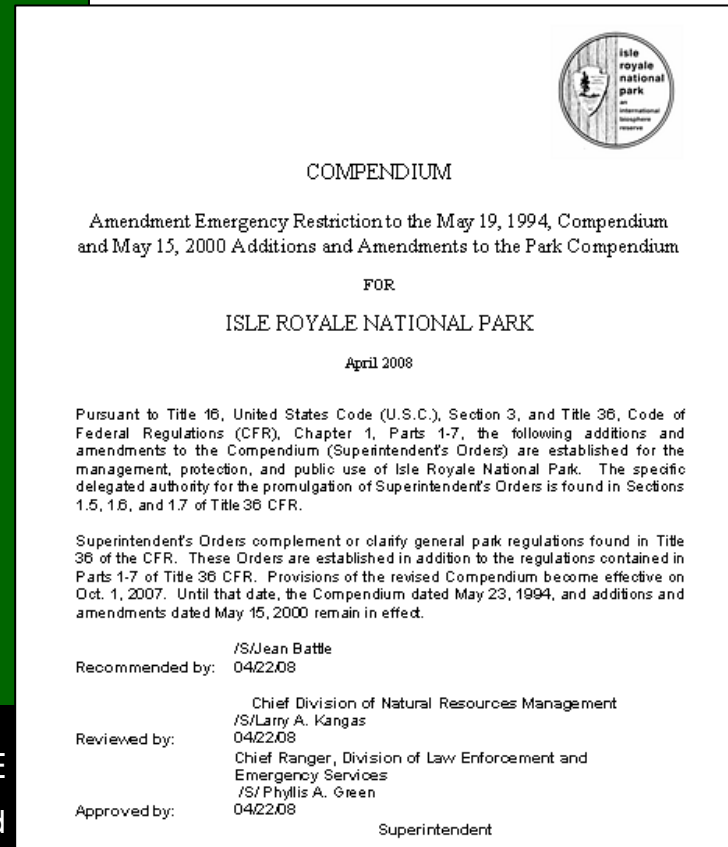 isle
royale
national
park
an
international
biosphere
reserve
COMPENDIUM
Amendment Emergency Restriction to the May 19, 1994, Compendium
and May 15, 2000 Additions and Amendments to the Park Compendium
FOR
ISLE ROYALE NATIONAL PARK
April 2008
Pursuant to Title 16, United States Code (U.S.C.), Section 3, and Title 36, Code of
Federal Regulations (CFR), Chapter 1, Parts 1-7, the following additions and
amendments to the Compendium (Superintendent's Orders) are established for the
management, protection, and public use of Isle Royale National Park. The specific
delegated authority for the promulgation of Superintendent's Orders is found in Sections
1.5, 1.6, and 1.7 of Title 36 CFR.
Superintendent's Orders complement or clarify general park regulations found in Title
36 of the CFR. These Orders are established in addition to the regulations contained in
Parts 1-7 of Title 36 CFR. Provisions of the revised Compendium become effective on
Oct. 1, 2007. Until that date, the Compendium dated May 23, 1994, and additions and
amendments dated May 15, 2000 remain in effect.
/S/Jean Battle
Recommended by: 04/22/08
Chief Division of Natural Resources Management
/S/Larry A. Kangas
Reviewed by: 04/22/08
Chief Ranger, Division of Law Enforcement and
Emergency Services
/S/ Phyllis A. Green
Approved by: 04/22/08
Superintendent